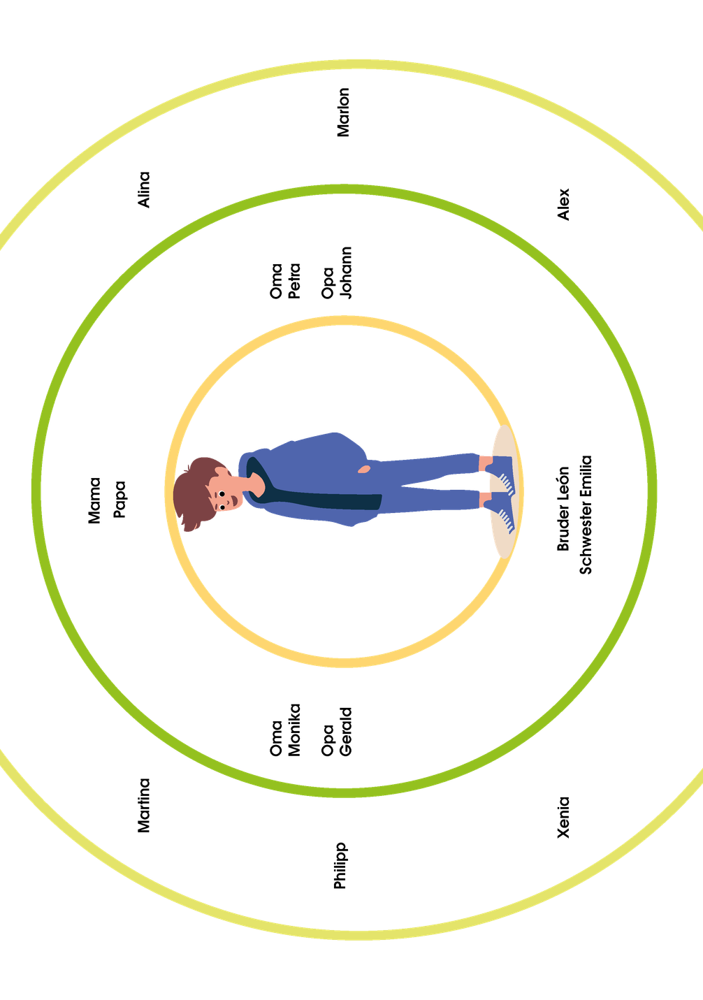 Mama
Papa
Martina
Alina
Oma
Monika
Opa
Gerald
Oma
Petra
Opa
Johann
Philipp
Marlon
Xenia
Bruder León
Schwester Emilia
Alex